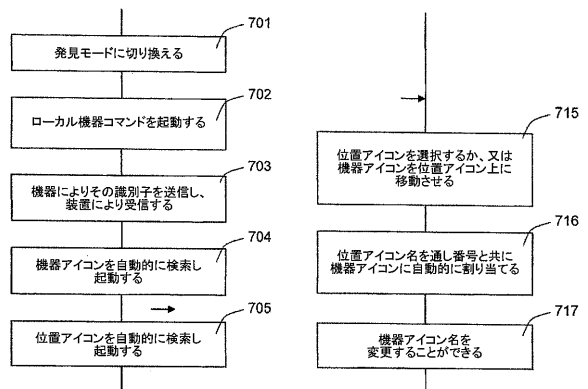 701
発見モードに切り換える
702
ローカル機器コマンドを起動する
703
機器によりその識別子を送信し、
装置により受信する
704
機器アイコンを自動的に検索し
起動する
705
位置アイコンを自動的に検索し
起動する
715
位置アイコンを選択するか、又は
機器アイコンを位置アイコン上に
移動させる
716
位置アイコン名を通し番号と共に
機器アイコンに自動的に割り当てる
717
機器アイコン名を
変更することができる